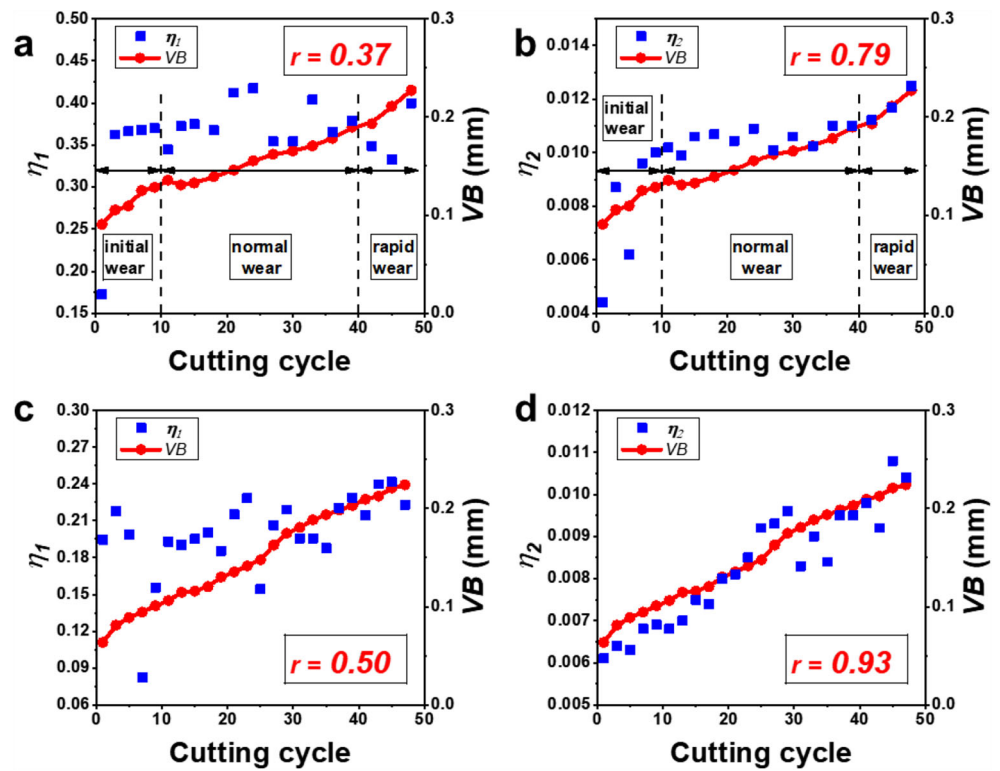 a
η1
VB
r = 0.37
0.50
0.45
0.40
0.35
0.30
0.25
0.20
0.15
η1
0.3
0.2
0.1
0.0
VB (mm)
initial
wear
normal
wear
rapid
wear
0
10
20
30
40
50
Cutting cycle
b
η2
VB
r = 0.79
0.014
0.012
0.010
0.008
0.006
0.004
η2
0.3
0.2
0.1
0.0
VB (mm)
initial
wear
normal
wear
rapid
wear
0
10
20
30
40
50
Cutting cycle
c
η1
VB
r = 0.50
0.30
0.27
0.24
0.21
0.18
0.15
0.12
0.09
0.06
η1
0.3
0.2
0.1
0.0
VB (mm)
0
10
20
30
40
50
Cutting cycle
d
η2
VB
r = 0.93
0.012
0.011
0.010
0.009
0.008
0.007
0.006
0.005
η2
0.3
0.2
0.1
0.0
VB (mm)
0
10
20
30
40
50
Cutting cycle